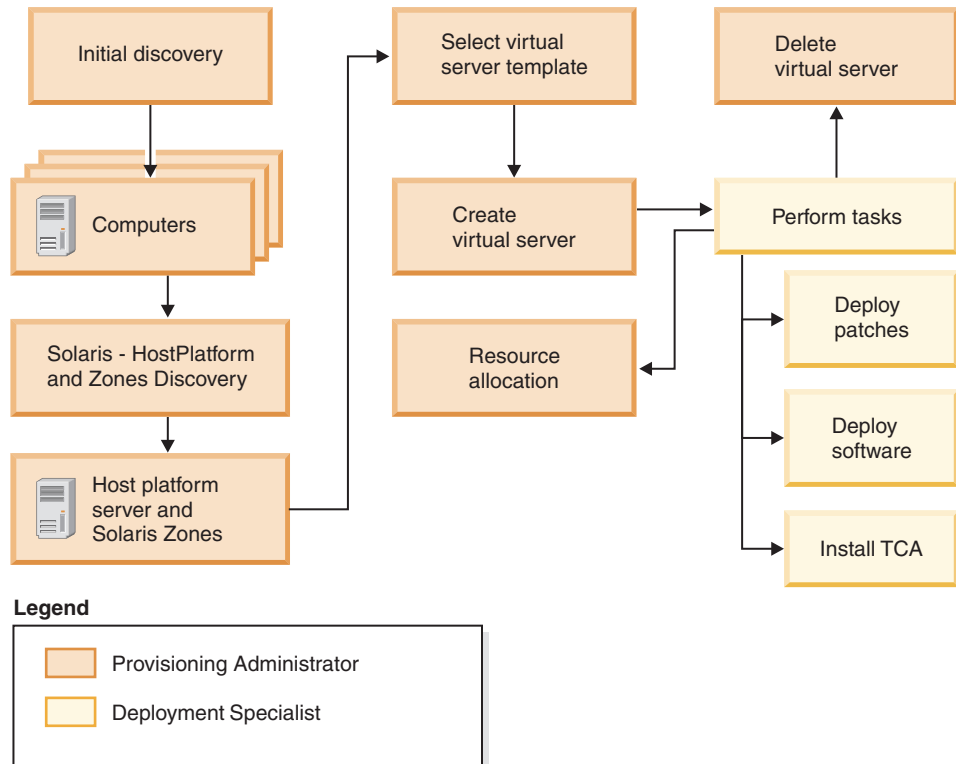 Initial discovery
Computers
Solaris - HostPlatform
and Zones Discovery
Host platform
server and
Solaris Zones
Select virtual
server template
Create
virtual server
Resource
allocation
Delete
virtual server
Perform tasks
Deploy
patches
Deploy
software
Install TCA
Legend
Provisioning Administrator
Deployment Specialist